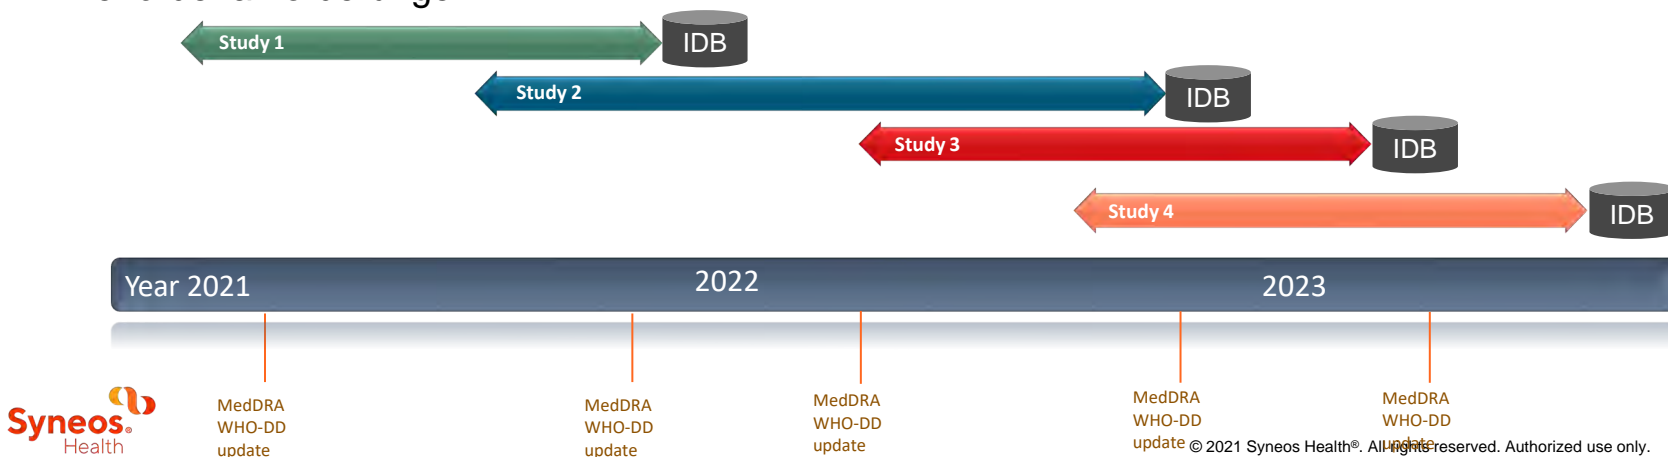 Study 1
IDB
Study 2
IDB
Study 3
IDB
Study 4
IDB
Year 2021
2022
2023
MedDRA
WHO-DD
update
MedDRA
WHO-DD
update
MedDRA
WHO-DD
update
MedDRA
WHO-DD
update
MedDRA
WHO-DD
update
Syneos.
Health
© 2021 Syneos Health®. All rights reserved. Authorized use only.